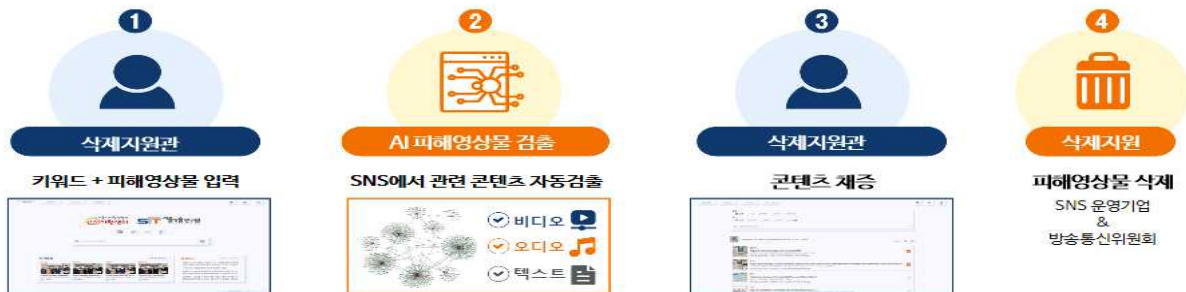 1
2
3
4
삭제지원관
AI 피해영상물 검출
삭제지원관
삭제지원
키워드 + 피해영상물 입력
SNS에서 관련 콘텐츠 자동검출
콘텐츠 채증
피해영상물 삭제
SNS 운영기업
&
방송통신위원회
비디오
오디오
텍스트